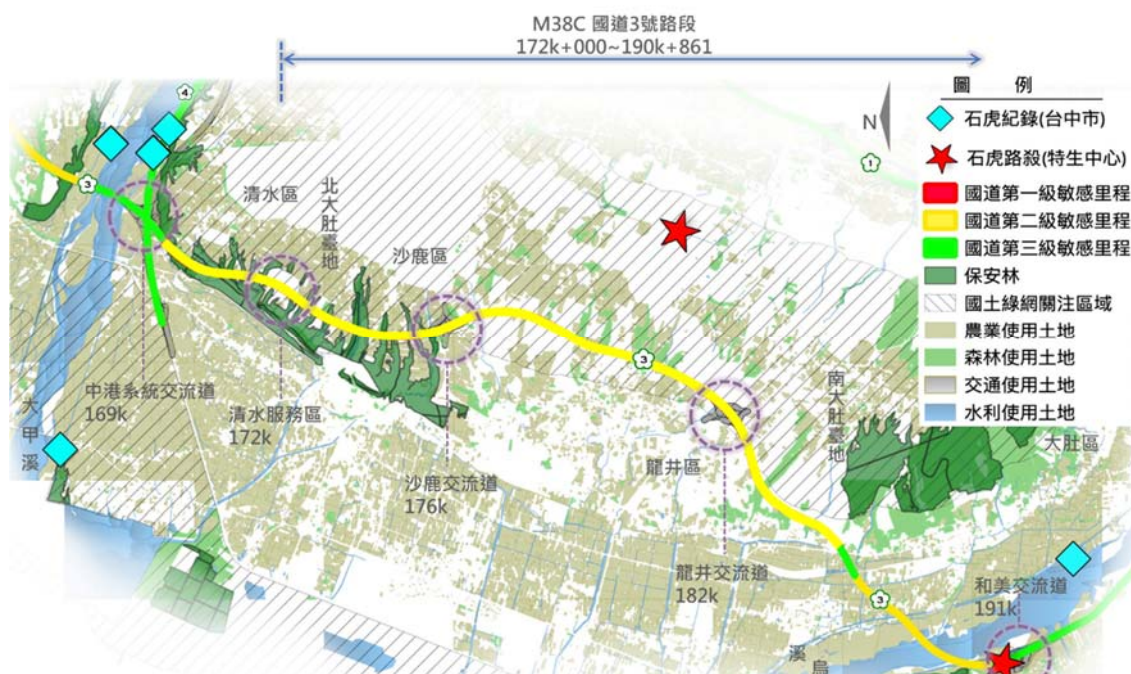 M38C 國道3號路段
172k+000~190k+861
圖 例
石虎紀錄(台中市)
石虎路殺(特生中心)
國道第一級敏感里程
國道第二級敏感里程
國道第三級敏感里程
保安林
國土綠網關注區域
農業使用土地
森林使用土地
交通使用土地
水利使用土地
N
1
4
3
清水區
北大肚臺地
沙鹿區
3
中港系統交流道
169k
清水服務區
172k
沙鹿交流道
176k
龍井區
南大肚臺地
大肚區
大甲溪
龍井交流道
182k
和美交流道
191k
3
烏溪